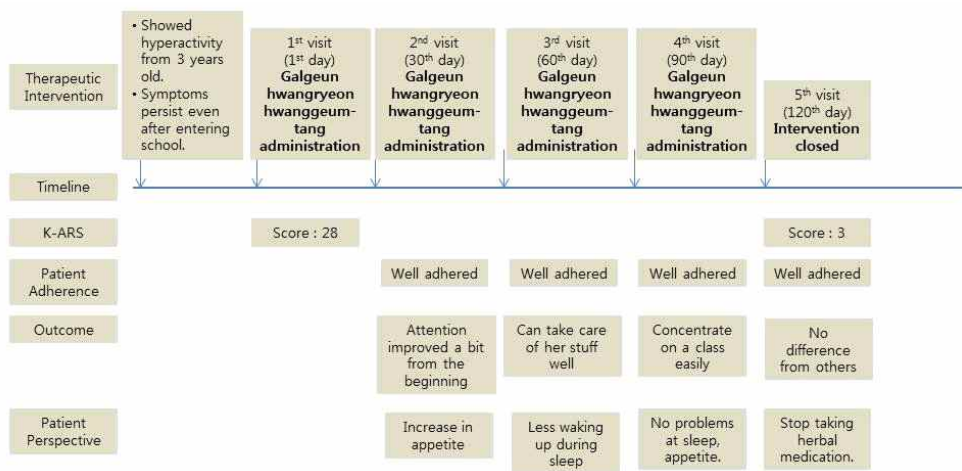 Therapeutic
Intervention
• Showed
hyperactivity
from 3 years
old.
• Symptoms
persist even
after entering
school.
1st visit
(1st day)
Galgeun
hwangryeon
hwanggeum-
tang
administration
2nd visit
(30th day)
Galgeun
hwangryeon
hwanggeum-
tang
administration
3rd visit
(60th day)
Galgeun
hwangryeon
hwanggeum-
tang
administration
4th visit
(90th day)
Galgeun
hwangryeon
hwanggeum-
tang
administration
5th visit
(120th day)
Intervention
closed
Timeline
K-ARS
Score : 28
Score : 3
Patient
Adherence
Well adhered
Well adhered
Well adhered
Well adhered
Outcome
Attention
improved a bit
from the
beginning
Can take care
of her stuff
well
Concentrate
on a class
easily
No
difference
from others
Patient
Perspective
Increase in
appetite
Less waking
up during
sleep
No problems
at sleep,
appetite.
Stop taking
herbal
medication.